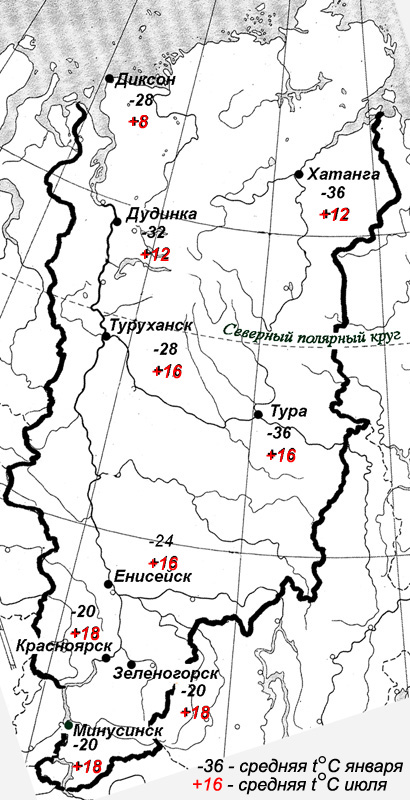 Диксон
-28
+8
Хатанга
-36
+12
Дудинка
-32
+12
Туруханск
-28
+16
Северный полярный круг
Тура
-36
+16
-24
+16
Енисейск
-20
+18
Красноярск
Зеленогорск
-20
+18
Минусинск
-20
+18
-36 - средняя t°C января
+16 - средняя t°C июля